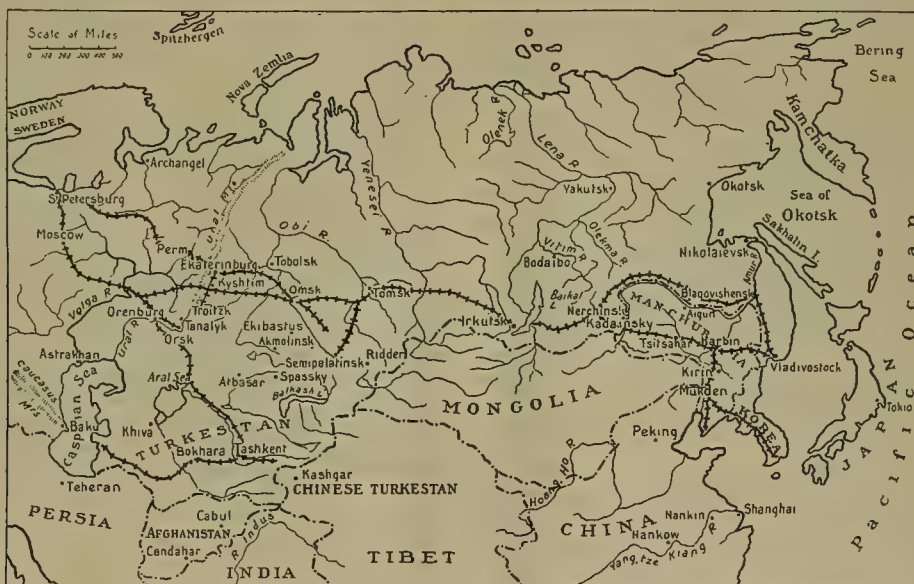 Scale of Miles
0 100 200 300 400 500
Spitzbergen
Nova Zemlia
Bering
Sea
NORWAY
SWEDEN
Archangel
Yenesei R
Olenek R
Lena R.
Yakutsk
Kamchatka
Okotsk
Sea of
Okotsk
Sakhalin I.
St Petersburg
Moscow
Perm
Ekaterinburg
Kyshtim
Tobolsk
Obi R.
Omsk
Tomsk
Vitim R
Olekma R.
Bodaibo
Baikal
L
Nikolaievsk
Amur R.
Volga R
Orenburg
Troitzk
Tanalyk
Orsk
Ural R
Ekibastus
Akmolinsk
Irkutsk
Nerchinsk
Kadainsky
Blagovishensk
Aigun
MANCHURIA
Tsitsahar
Harbin
Vladivostock
Astrakhan
Caucasus
Mts
Caspian Sea
Baku
Aral Sea
Atbasar
Semipalatinsk
Spassky
Balkash L
Ridder
MONGOLIA
Kirin
Mukden
KOREA
JAPAN
Tokio
Pacific Ocean
Khiva
TURKESTAN
Bokhara
Tashkent
Kashgar
CHINESE TURKESTAN
Peking
Hoang Ho R
Teheran
PERSIA
Cabul
AFGHANISTAN
Candahar
R Indus
INDIA
TIBET
CHINA
Nankin
Hankow
Yang-tze Kiang R
Shanghai